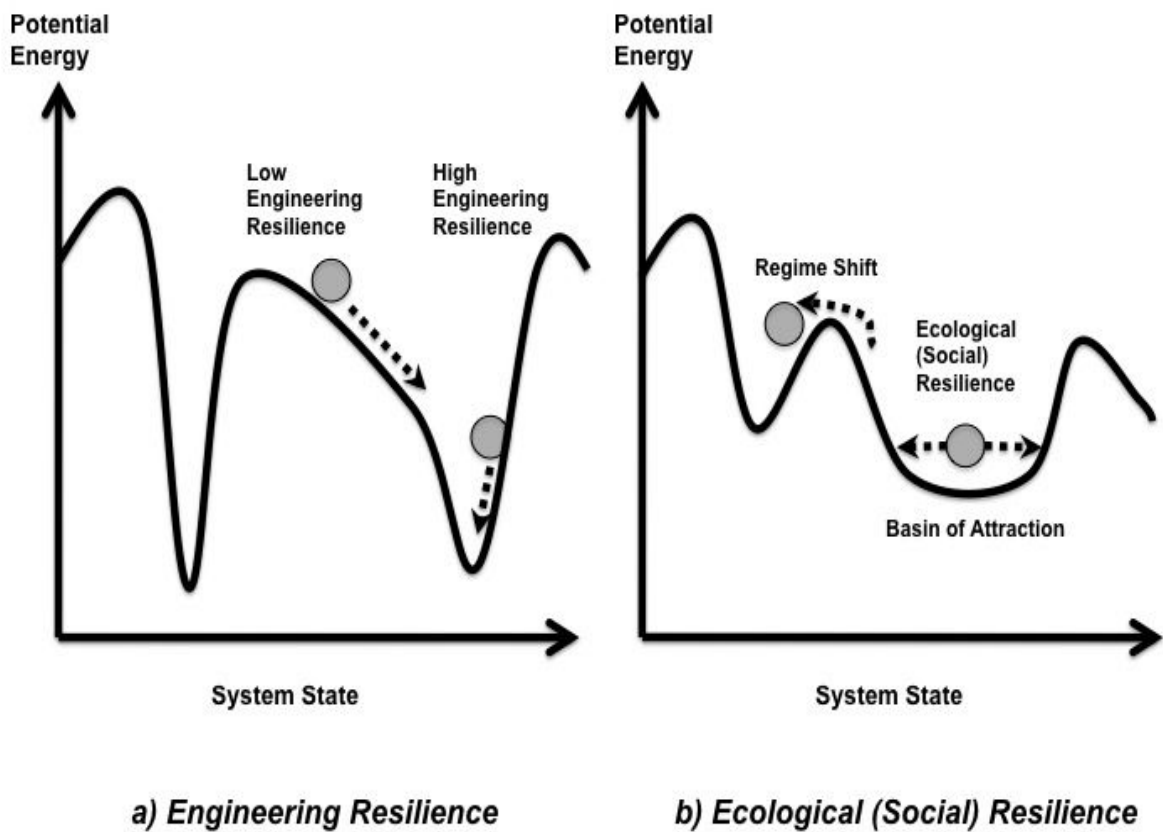 Potential
Energy
Low
Engineering
Resilience
High
Engineering
Resilience
System State
a) Engineering Resilience
Potential
Energy
Regime Shift
Ecological
(Social)
Resilience
Basin of Attraction
System State
b) Ecological (Social) Resilience